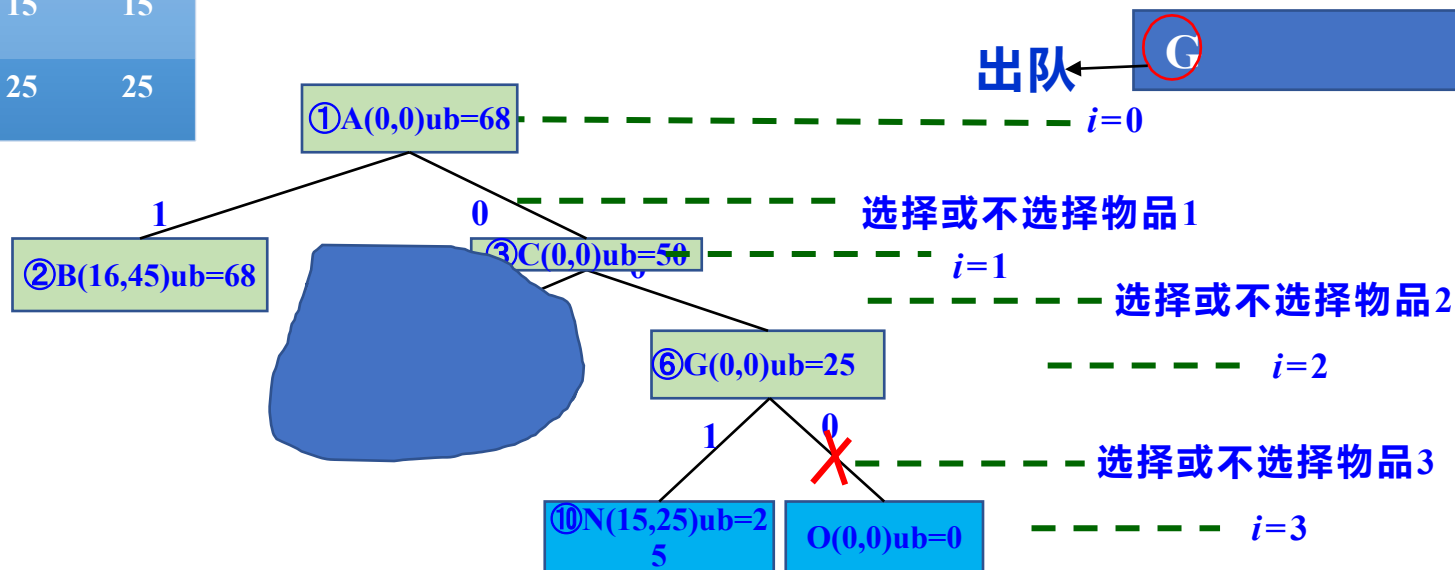 15 15
25 25
G
出队
①A(0,0)ub=68
i=0
1
0
选择或不选择物品1
②B(16,45)ub=68
③C(0,0)ub=50
i=1
选择或不选择物品2
⑥G(0,0)ub=25
i=2
1
0
选择或不选择物品3
⑩N(15,25)ub=2
5
O(0,0)ub=0
i=3